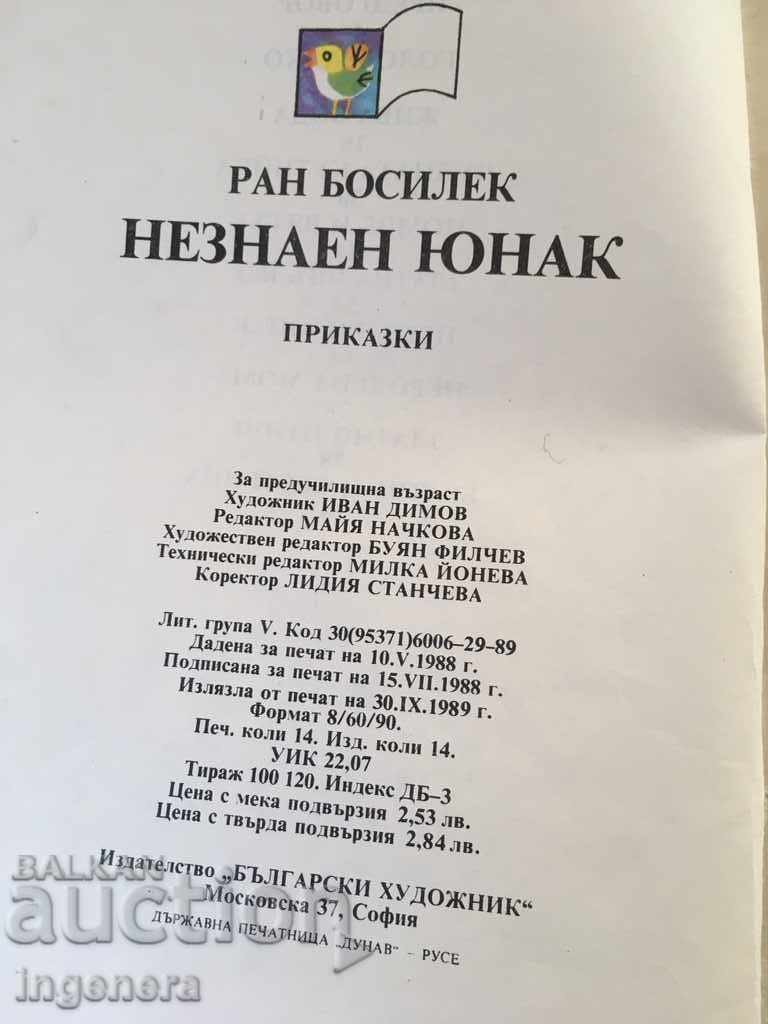 РАН БОСИЛЕК
НЕЗНАЕН ЮНАК
ПРИКАЗКИ
За предучилищна възраст
Художник ИВАН ДИМОВ
Редактор МАЙЯ НАЧКОВА
Художествен редактор БУЯН ФИЛЧЕВ
Технически редактор МИЛКА ЙОНЕВА
Коректор ЛИДИЯ СТАНЧЕВА
Лит. група V. Код 30(95371)6006–29–89
Дадена за печат на 10.V.1988 г.
Подписана за печат на 15.VII.1988 г.
Излязла от печат на 30.IX.1989 г.
Формат 8/60/90.
Печ. коли 14. Изд. коли 14.
УИК 22,07
Тираж 100 120. Индекс ДБ–3
Цена с мека подвързия 2,53 лв.
Цена с твърда подвързия 2,84 лв.
Издателство „БЪЛГАРСКИ ХУДОЖНИК“
Московска 37, София
ДЪРЖАВНА ПЕЧАТНИЦА „ДУНАВ“ - РУСЕ
BALKAN
auction
ingenera